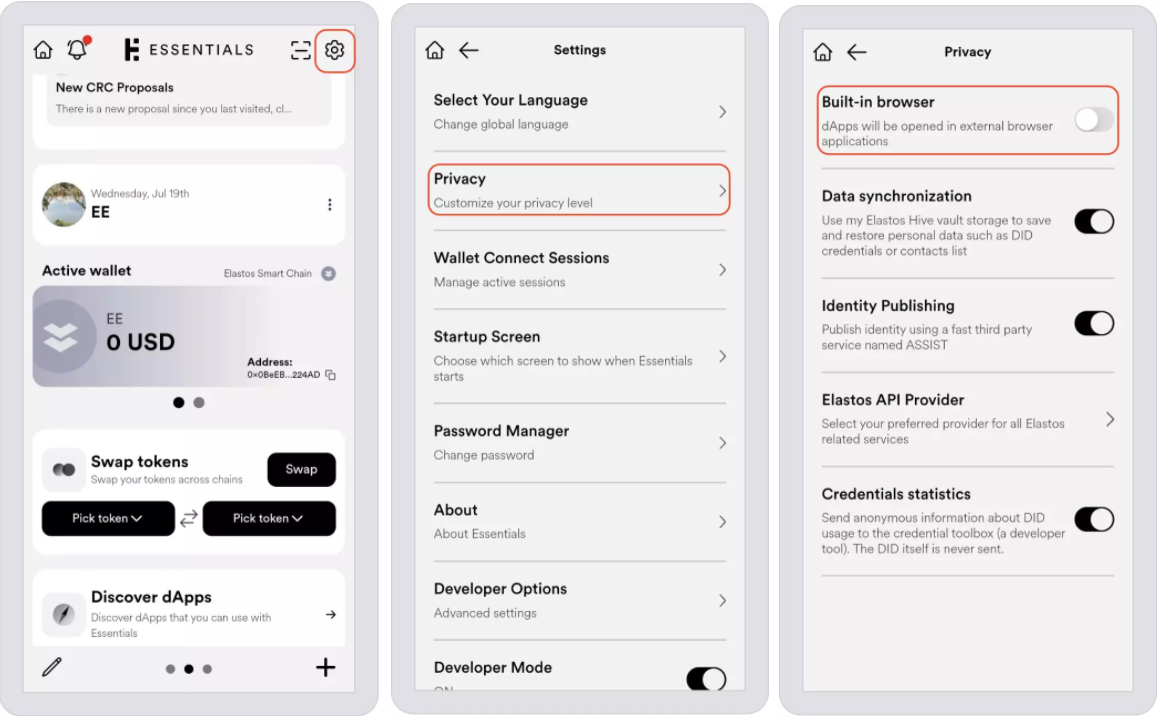 ESSENTIALS
New CRC Proposals
There is a new proposal since you last visited, cl...
Wednesday, Jul 19th
EE
Active wallet
Elastos Smart Chain
EE
0 USD
Address:
0x0BeEB...224AD
Swap tokens
Swap your tokens across chains
Swap
Pick token
Pick token
Discover dApps
Discover dApps that you can use with
Essentials
Settings
Select Your Language
Change global language
Privacy
Customize your privacy level
Wallet Connect Sessions
Manage active sessions
Startup Screen
Choose which screen to show when Essentials
starts
Password Manager
Change password
About
About Essentials
Developer Options
Advanced settings
Developer Mode
ON
Privacy
Built-in browser
dApps will be opened in external browser
applications
Data synchronization
Use my Elastos Hive vault storage to save
and restore personal data such as DID
credentials or contacts list
Identity Publishing
Publish identity using a fast third party
service named ASSIST
Elastos API Provider
Select your preferred provider for all Elastos
related services
Credentials statistics
Send anonymous information about DID
usage to the credential toolbox (a developer
tool). The DID itself is never sent.